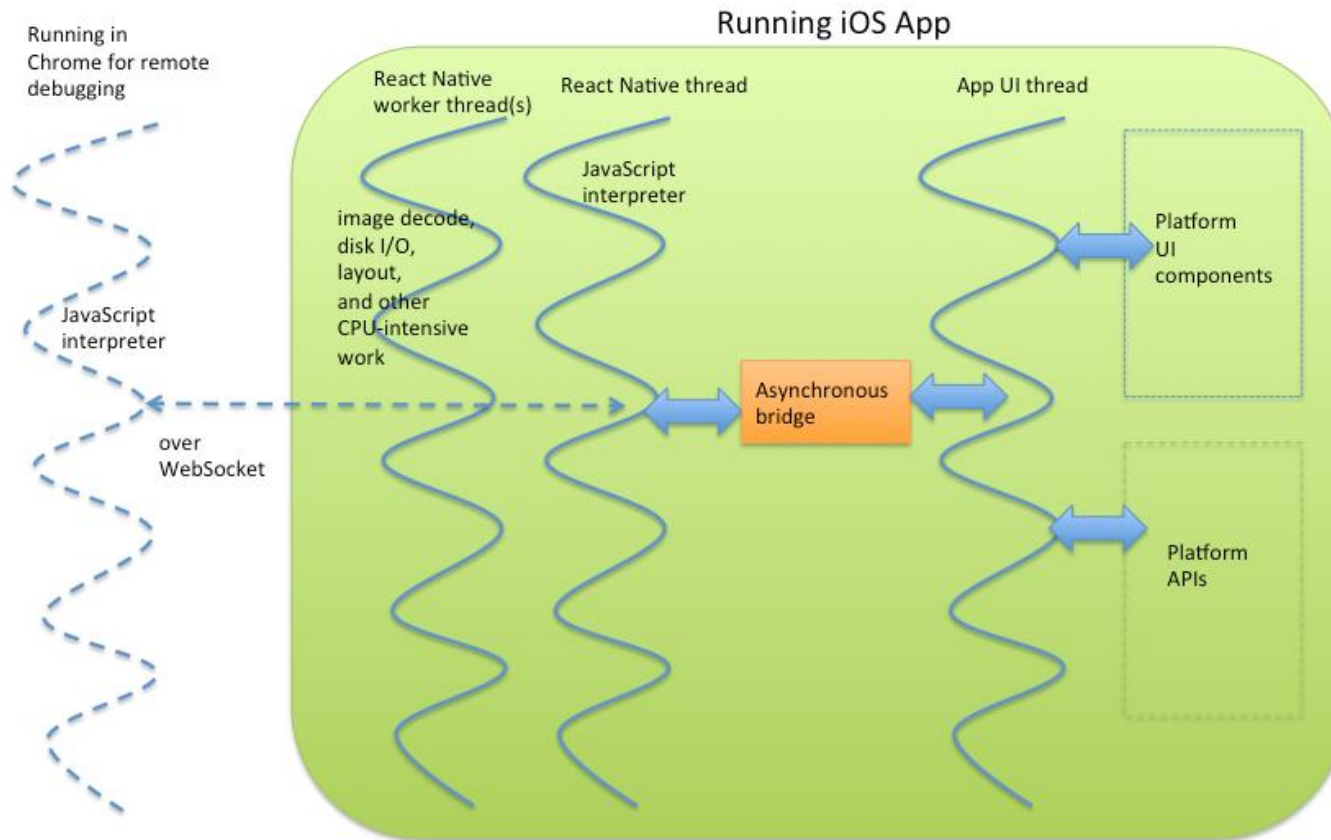 Running iOS App
Running in
Chrome for remote
debugging
React Native
worker thread(s)
React Native thread
App UI thread
JavaScript
interpreter
image decode,
disk I/O,
layout,
and other
CPU-intensive
work
Platform
UI
components
JavaScript
interpreter
Asynchronous
bridge
over
WebSocket
Platform
APIs